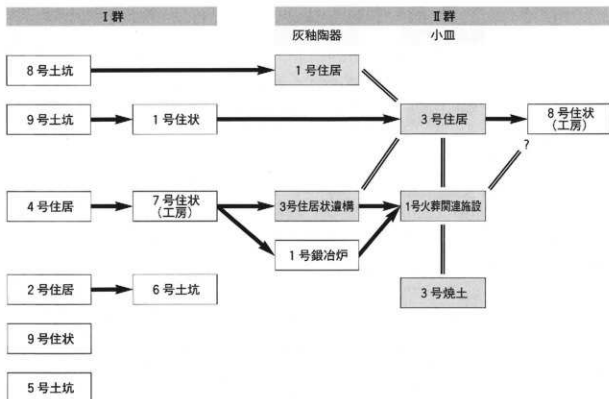 I 群
II 群
灰釉陶器
小皿
8号土坑
1号住居
9号土坑
1号住状
3号住居
8号住状
(工房)
?
4号住居
7号住状
(工房)
3号住居状遺構
1号火葬関連施設
1号鍛冶炉
2号住居
6号土坑
3号焼土
9号住状
5号土坑